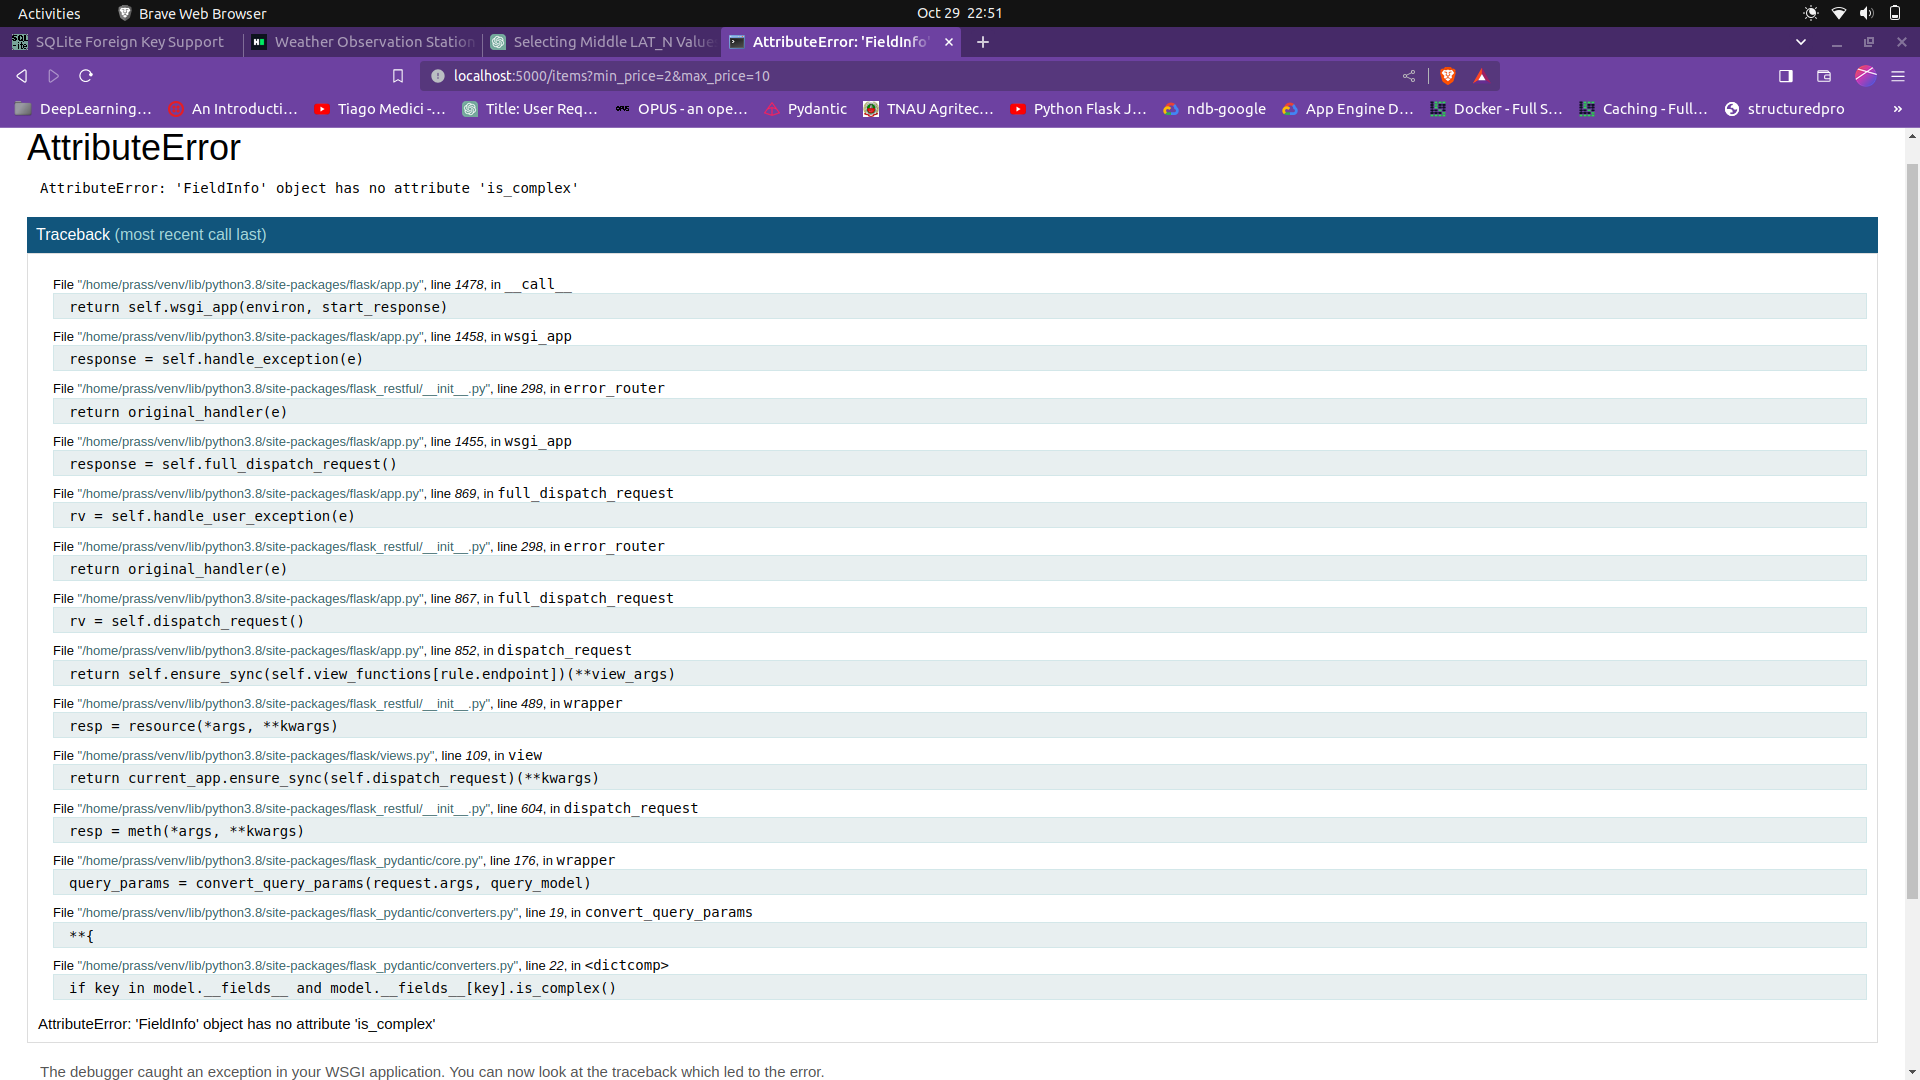 Activities
Brave Web Browser
Oct 29 22:51
SQLite Foreign Key Support
Weather Observation Station
Selecting Middle LAT_N Value
AttributeError: 'FieldInfo'
localhost:5000/items?min_price=2&max_price=10
DeepLearning…
An Introducti…
Tiago Medici -…
Title: User Req…
OPUS - an ope…
Pydantic
TNAU Agritec…
Python Flask J…
ndb-google
App Engine D…
Docker - Full S…
Caching - Full…
structuredpro
»
AttributeError
AttributeError: 'FieldInfo' object has no attribute 'is_complex'
Traceback (most recent call last)
File "/home/prass/venv/lib/python3.8/site-packages/flask/app.py", line 1478, in __call__
return self.wsgi_app(environ, start_response)
File "/home/prass/venv/lib/python3.8/site-packages/flask/app.py", line 1458, in wsgi_app
response = self.handle_exception(e)
File "/home/prass/venv/lib/python3.8/site-packages/flask_restful/__init__.py", line 298, in error_router
return original_handler(e)
File "/home/prass/venv/lib/python3.8/site-packages/flask/app.py", line 1455, in wsgi_app
response = self.full_dispatch_request()
File "/home/prass/venv/lib/python3.8/site-packages/flask/app.py", line 869, in full_dispatch_request
rv = self.handle_user_exception(e)
File "/home/prass/venv/lib/python3.8/site-packages/flask_restful/__init__.py", line 298, in error_router
return original_handler(e)
File "/home/prass/venv/lib/python3.8/site-packages/flask/app.py", line 867, in full_dispatch_request
rv = self.dispatch_request()
File "/home/prass/venv/lib/python3.8/site-packages/flask/app.py", line 852, in dispatch_request
return self.ensure_sync(self.view_functions[rule.endpoint])(**view_args)
File "/home/prass/venv/lib/python3.8/site-packages/flask_restful/__init__.py", line 489, in wrapper
resp = resource(*args, **kwargs)
File "/home/prass/venv/lib/python3.8/site-packages/flask/views.py", line 109, in view
return current_app.ensure_sync(self.dispatch_request)(**kwargs)
File "/home/prass/venv/lib/python3.8/site-packages/flask_restful/__init__.py", line 604, in dispatch_request
resp = meth(*args, **kwargs)
File "/home/prass/venv/lib/python3.8/site-packages/flask_pydantic/core.py", line 176, in wrapper
query_params = convert_query_params(request.args, query_model)
File "/home/prass/venv/lib/python3.8/site-packages/flask_pydantic/converters.py", line 19, in convert_query_params
**{
File "/home/prass/venv/lib/python3.8/site-packages/flask_pydantic/converters.py", line 22, in <dictcomp>
if key in model.__fields__ and model.__fields__[key].is_complex()
AttributeError: 'FieldInfo' object has no attribute 'is_complex'
The debugger caught an exception in your WSGI application. You can now look at the traceback which led to the error.